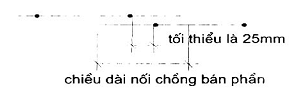 tối thiểu là 25mm
chiều dài nối chồng bán phần